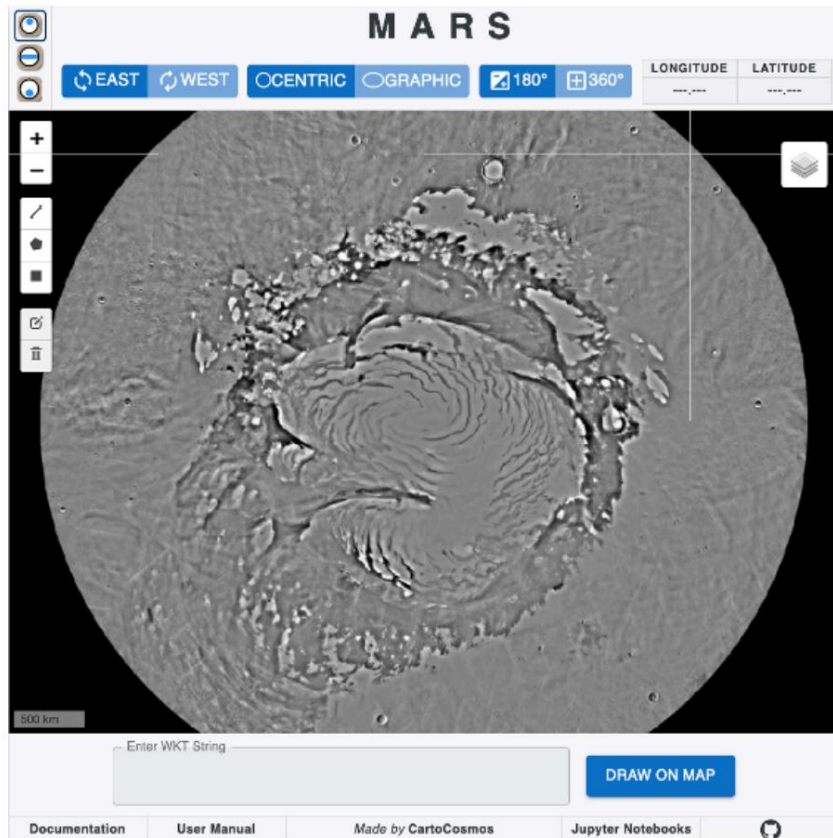 MARS
EAST WEST CENTRIC GRAPHIC 180° 360°
LONGITUDE LATITUDE
---.--- ---.---
+
−
500 km
Enter WKT String
DRAW ON MAP
Documentation User Manual Made by CartoCosmos Jupyter Notebooks